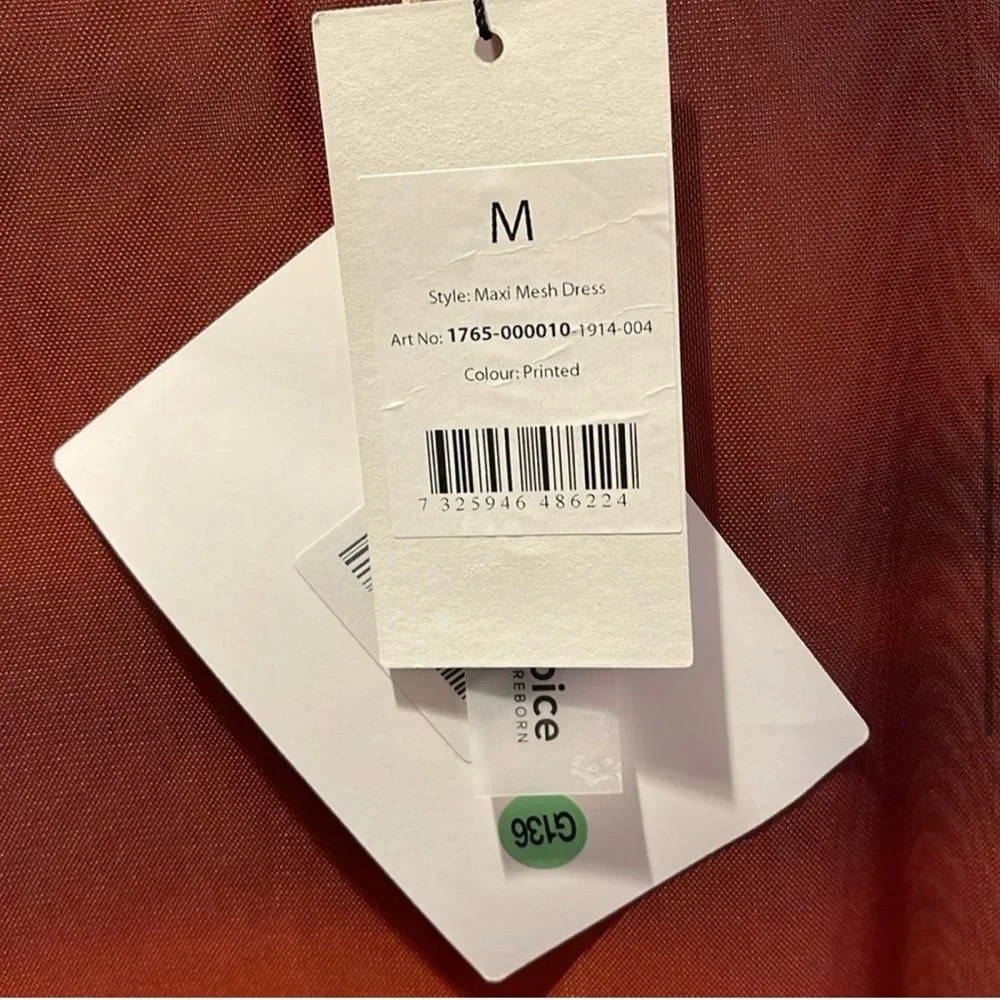 M
Style: Maxi Mesh Dress
Art No: 1765-000010-1914-004
Colour: Printed
7 325946 486224
REBORN
G136